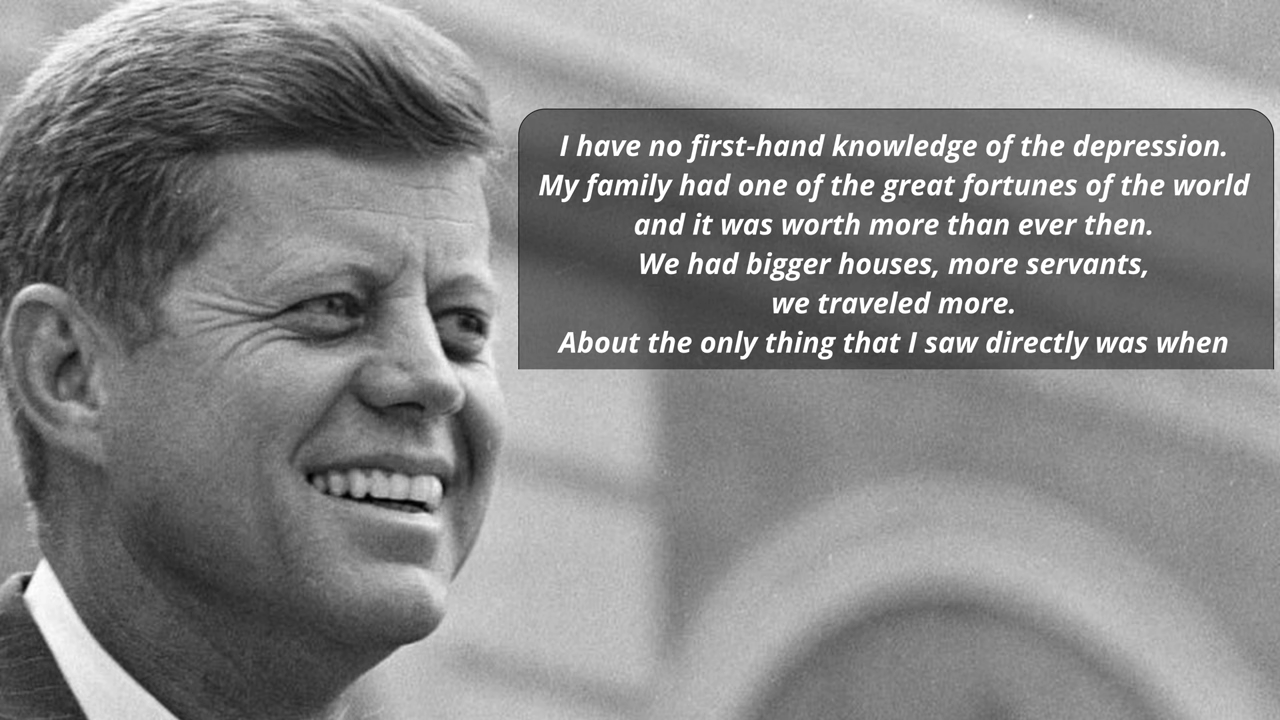 I have no first-hand knowledge of the depression.
My family had one of the great fortunes of the world
and it was worth more than ever then.
We had bigger houses, more servants,
we traveled more.
About the only thing that I saw directly was when